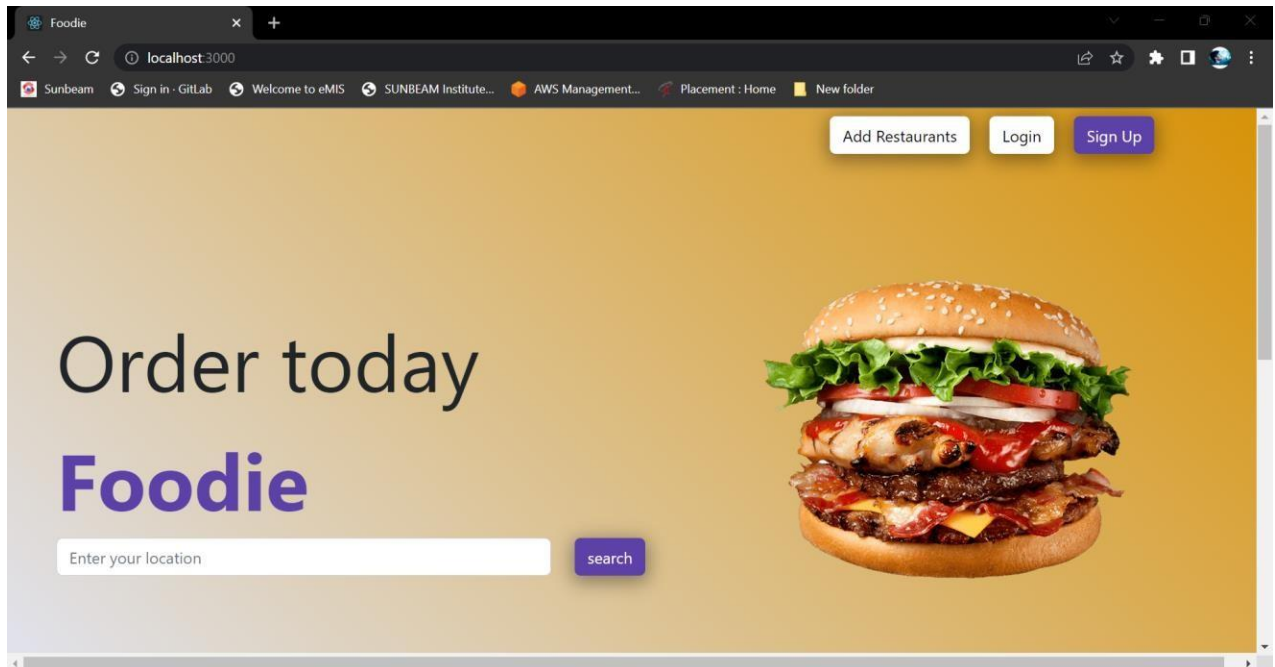 Foodie
localhost:3000
Sunbeam Sign in · GitLab Welcome to eMIS SUNBEAM Institute... AWS Management... Placement : Home New folder
Add Restaurants Login Sign Up
Order today
Foodie
Enter your location search